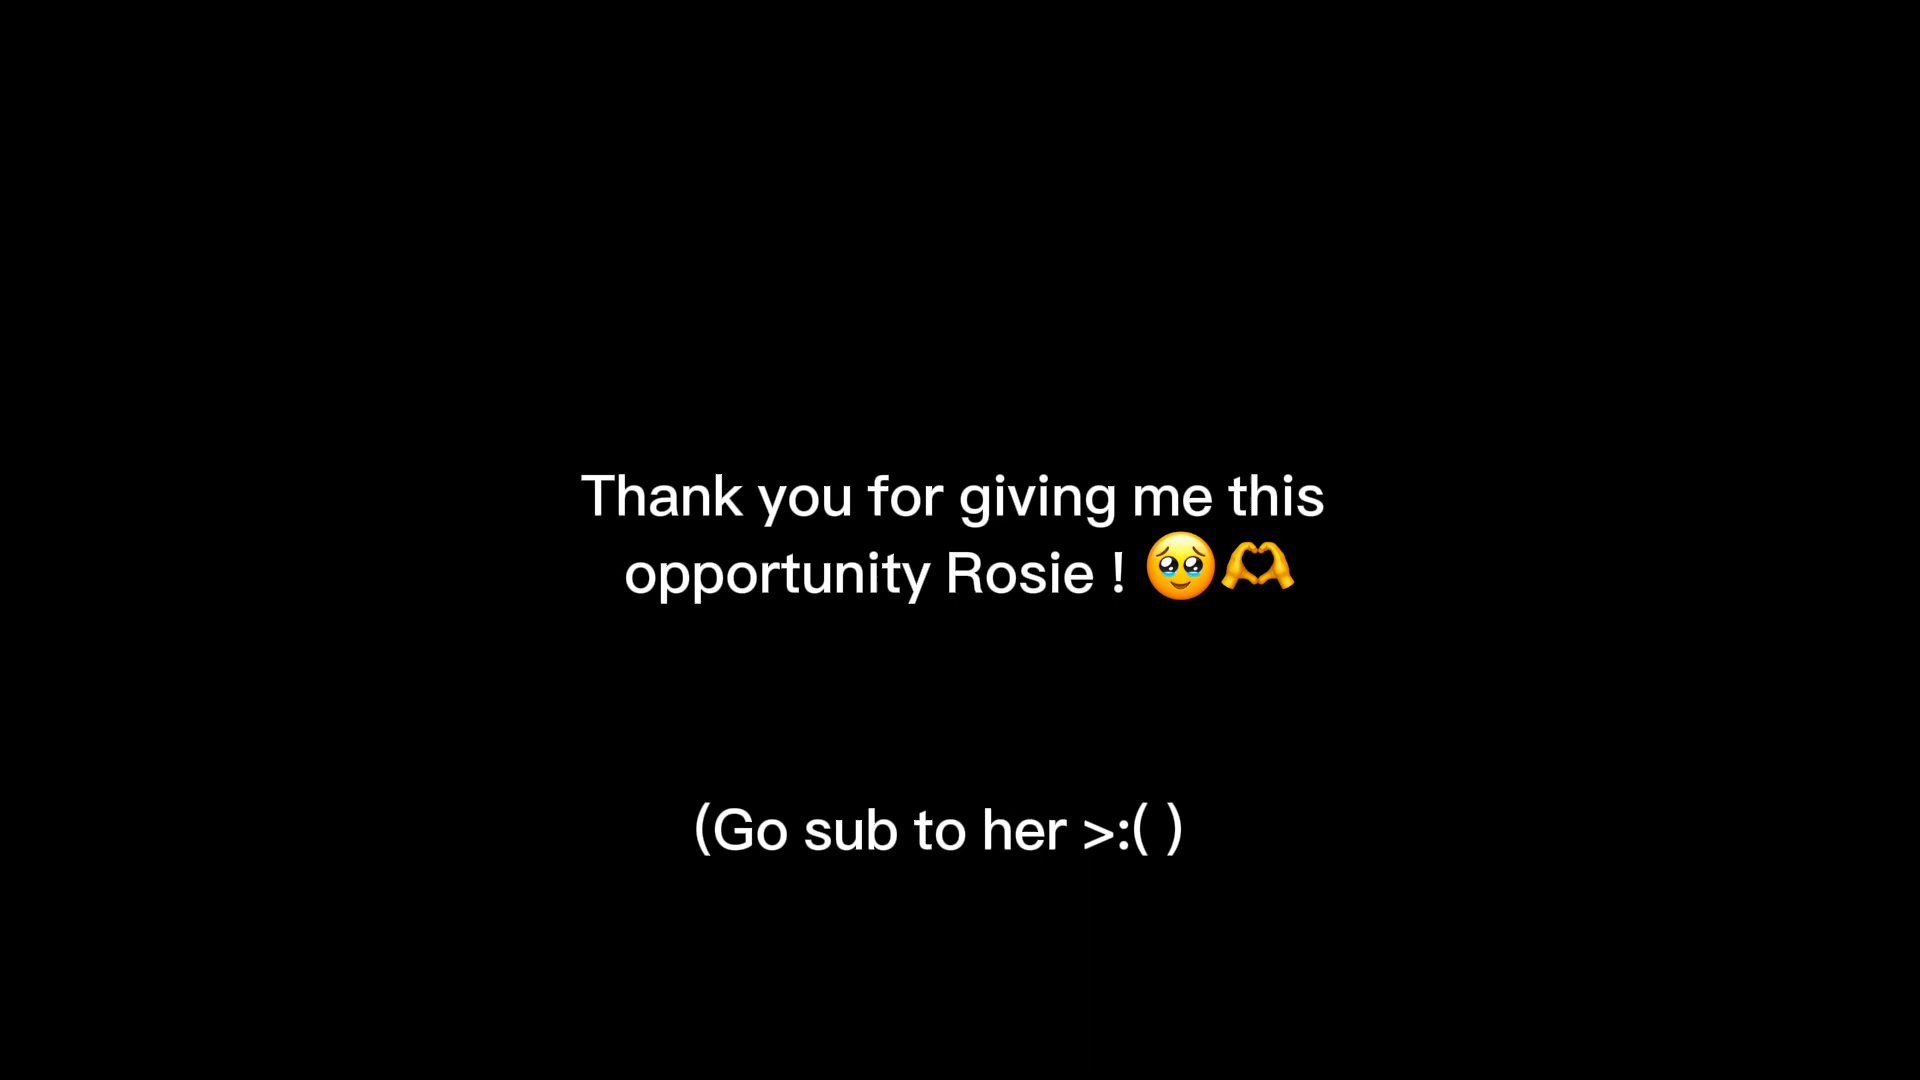 Thank you for giving me this
opportunity Rosie ! 🥹🫶
(Go sub to her >:( )